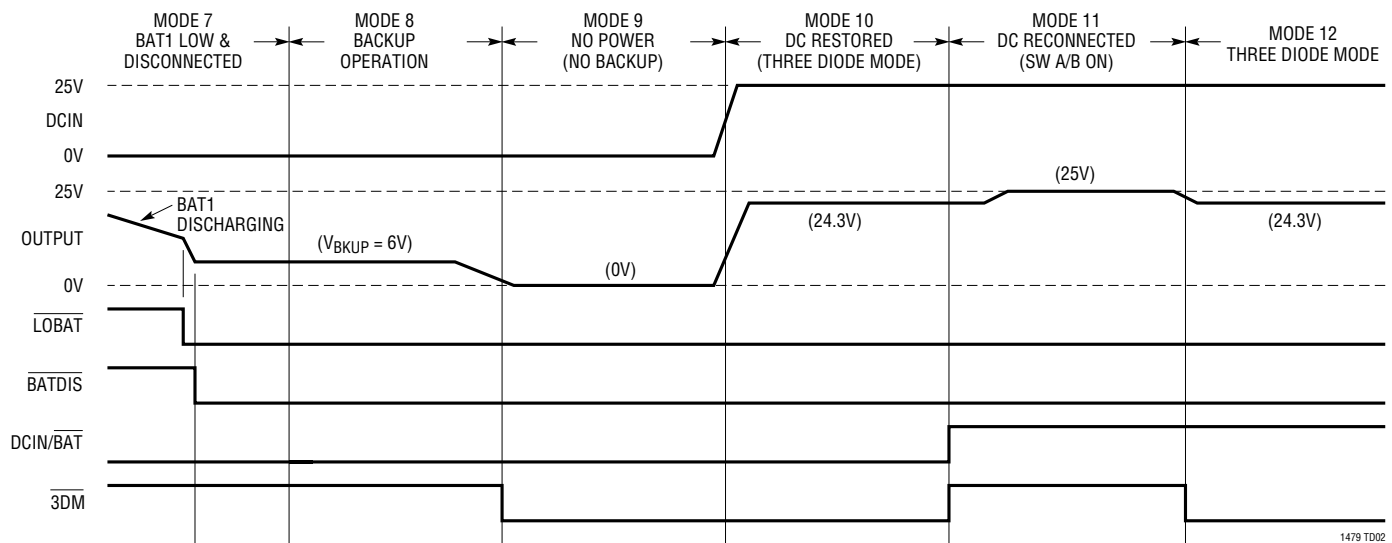 MODE 7
BAT1 LOW &
DISCONNECTED
MODE 8
BACKUP
OPERATION
MODE 9
NO POWER
(NO BACKUP)
MODE 10
DC RESTORED
(THREE DIODE MODE)
MODE 11
DC RECONNECTED
(SW A/B ON)
MODE 12
THREE DIODE MODE
25V
DCIN
0V
25V
BAT1
DISCHARGING
OUTPUT
(VBKUP = 6V)
(0V)
(24.3V)
(25V)
(24.3V)
0V
LOBAT
BATDIS
DCIN/BAT
3DM
1479 TD02